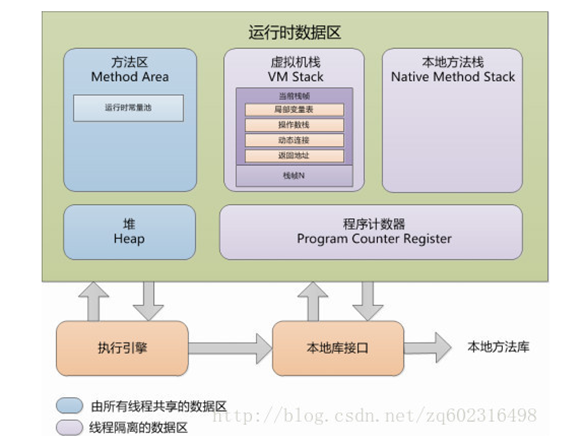 运行时数据区
方法区
Method Area
运行时常量池
虚拟机栈
VM Stack
当前栈帧
局部变量表
操作数栈
动态连接
返回地址
栈帧N
本地方法栈
Native Method Stack
堆
Heap
程序计数器
Program Counter Register
执行引擎
本地库接口
本地方法库
由所有线程共享的数据区
线程隔离的数据区
http://blog.csdn.net/zq602316498